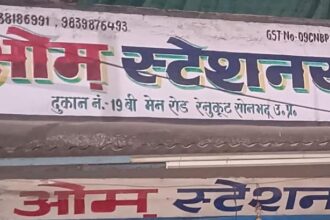 88186991 9839876493 GST No-09CNBP
ओम स्टेशनर
दुकान नं.-19 बी मेन रोड रेनुकूट सोनभद्र उ.प्र.
ओम स्टेशन